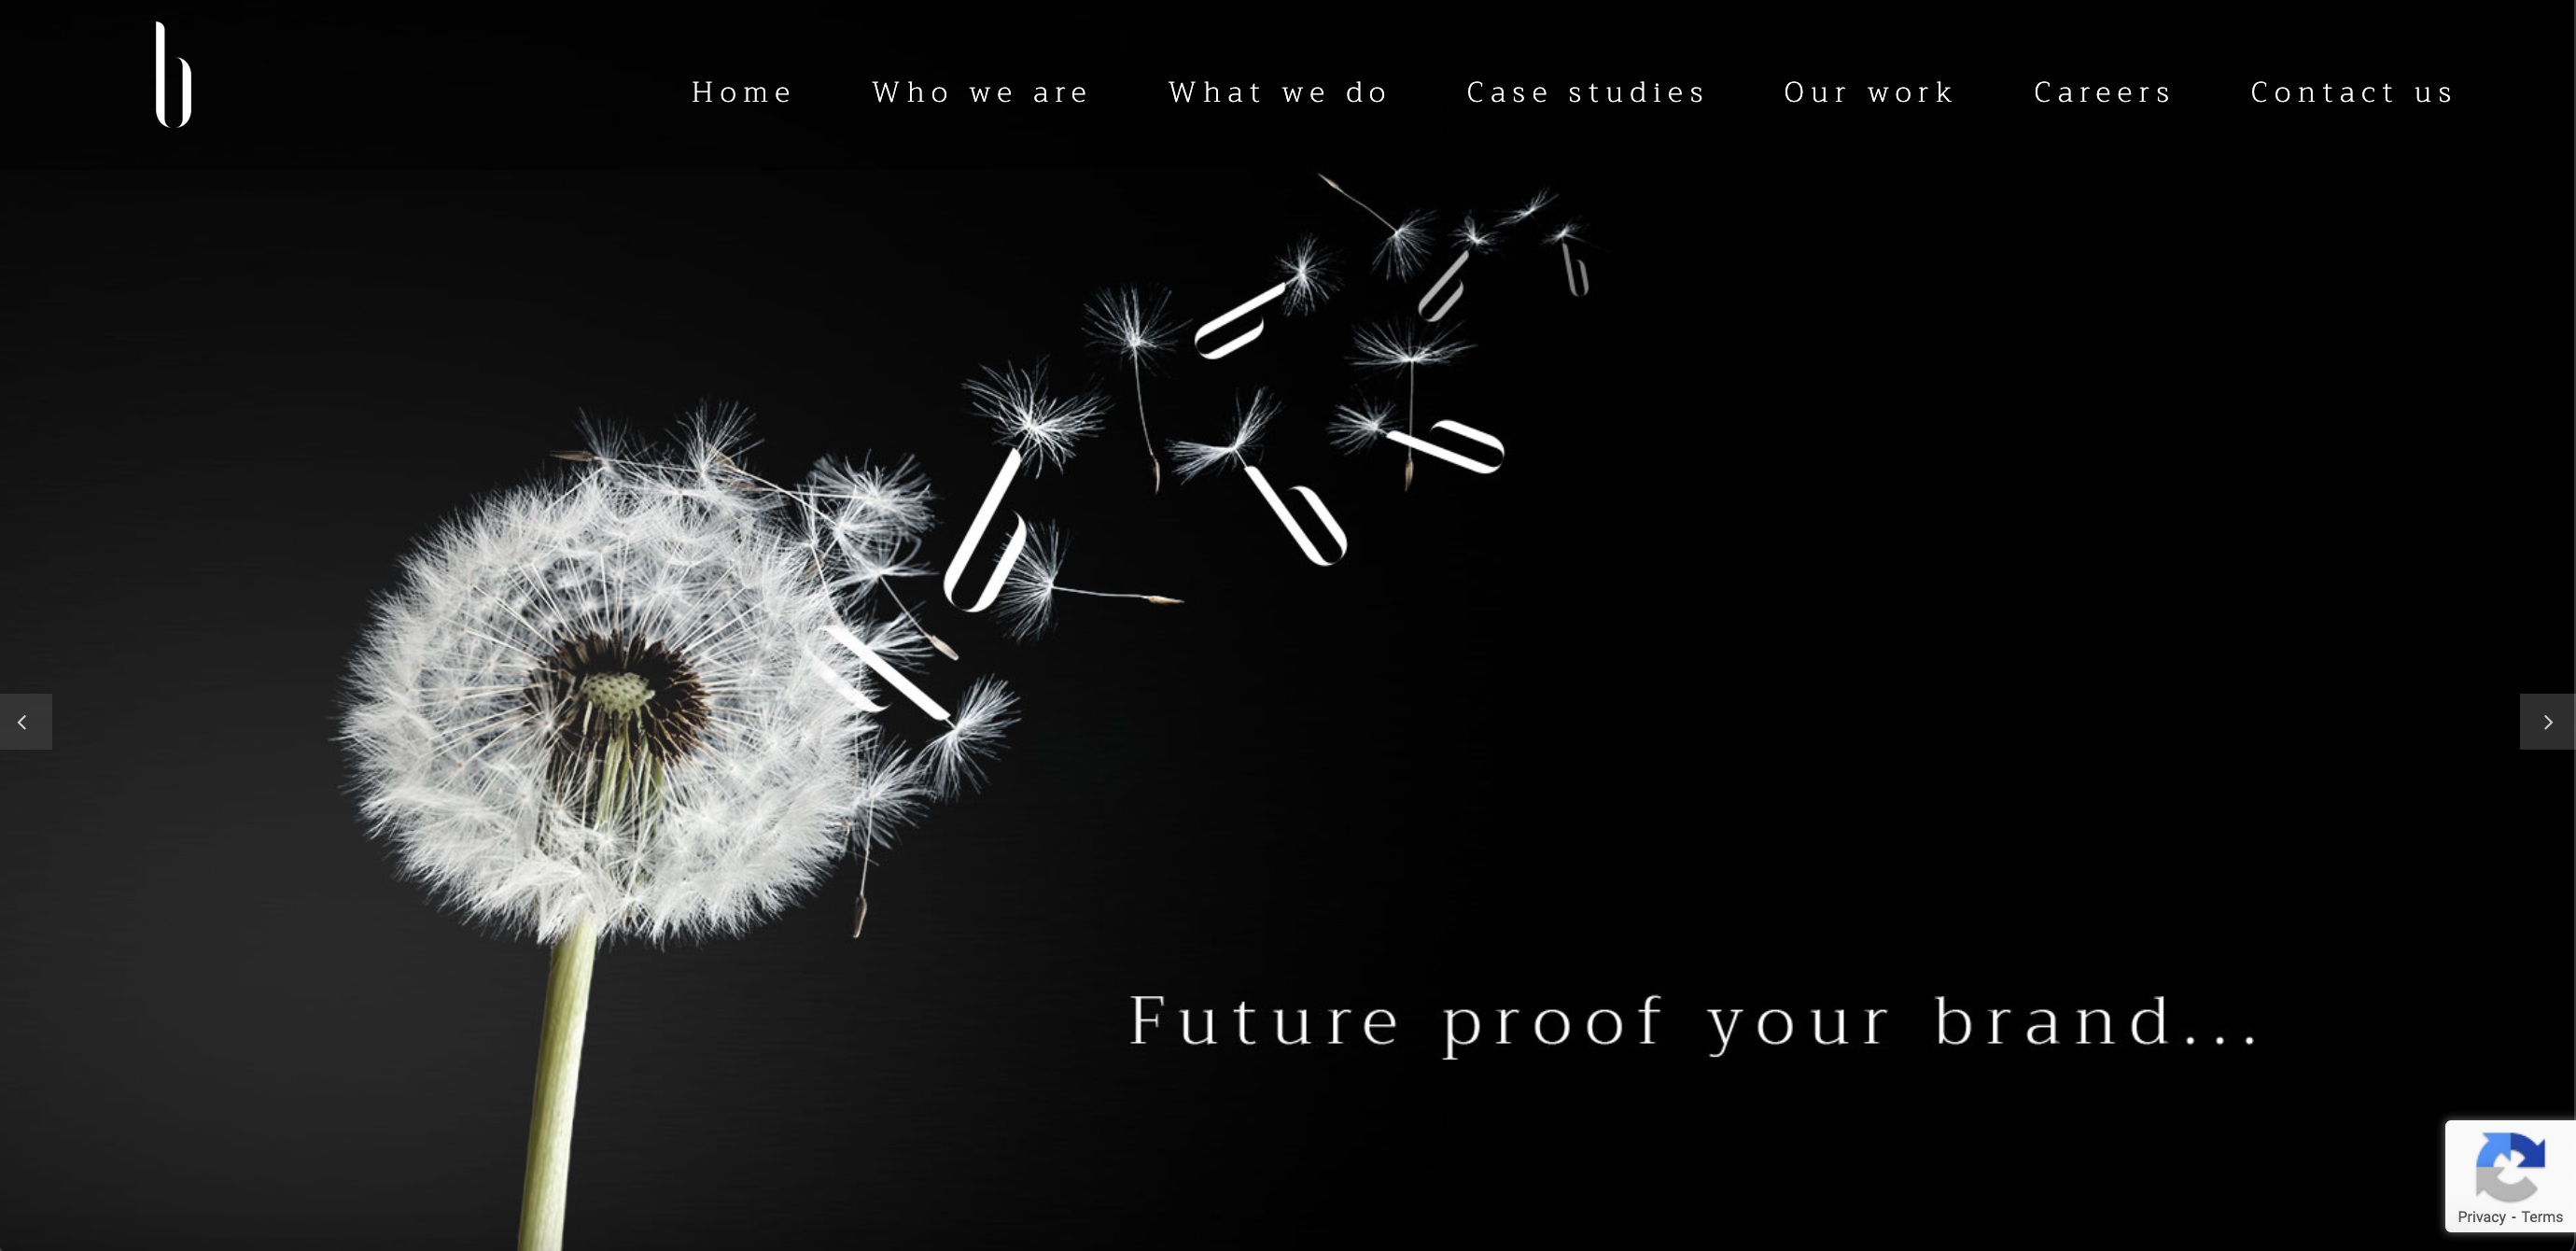 b
Home Who we are What we do Case studies Our work Careers Contact us
b
b
b
b
b
b
b
Future proof your brand...
Privacy - Terms